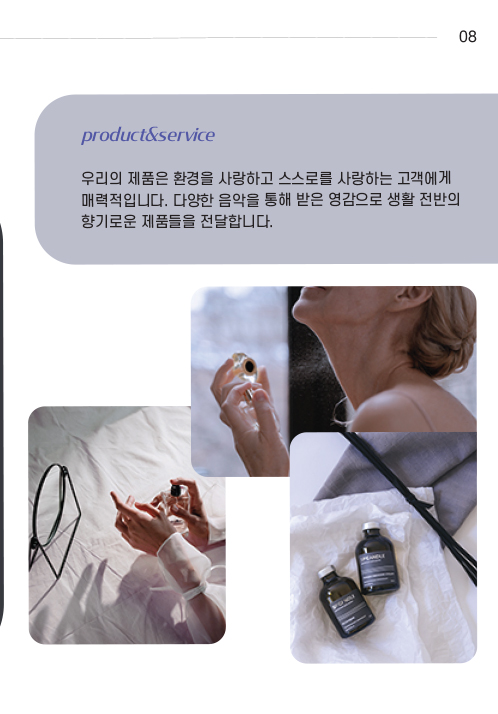 08
product&service
우리의 제품은 환경을 사랑하고 스스로를 사랑하는 고객에게
매력적입니다. 다양한 음악을 통해 받은 영감으로 생활 전반의
향기로운 제품들을 전달합니다.